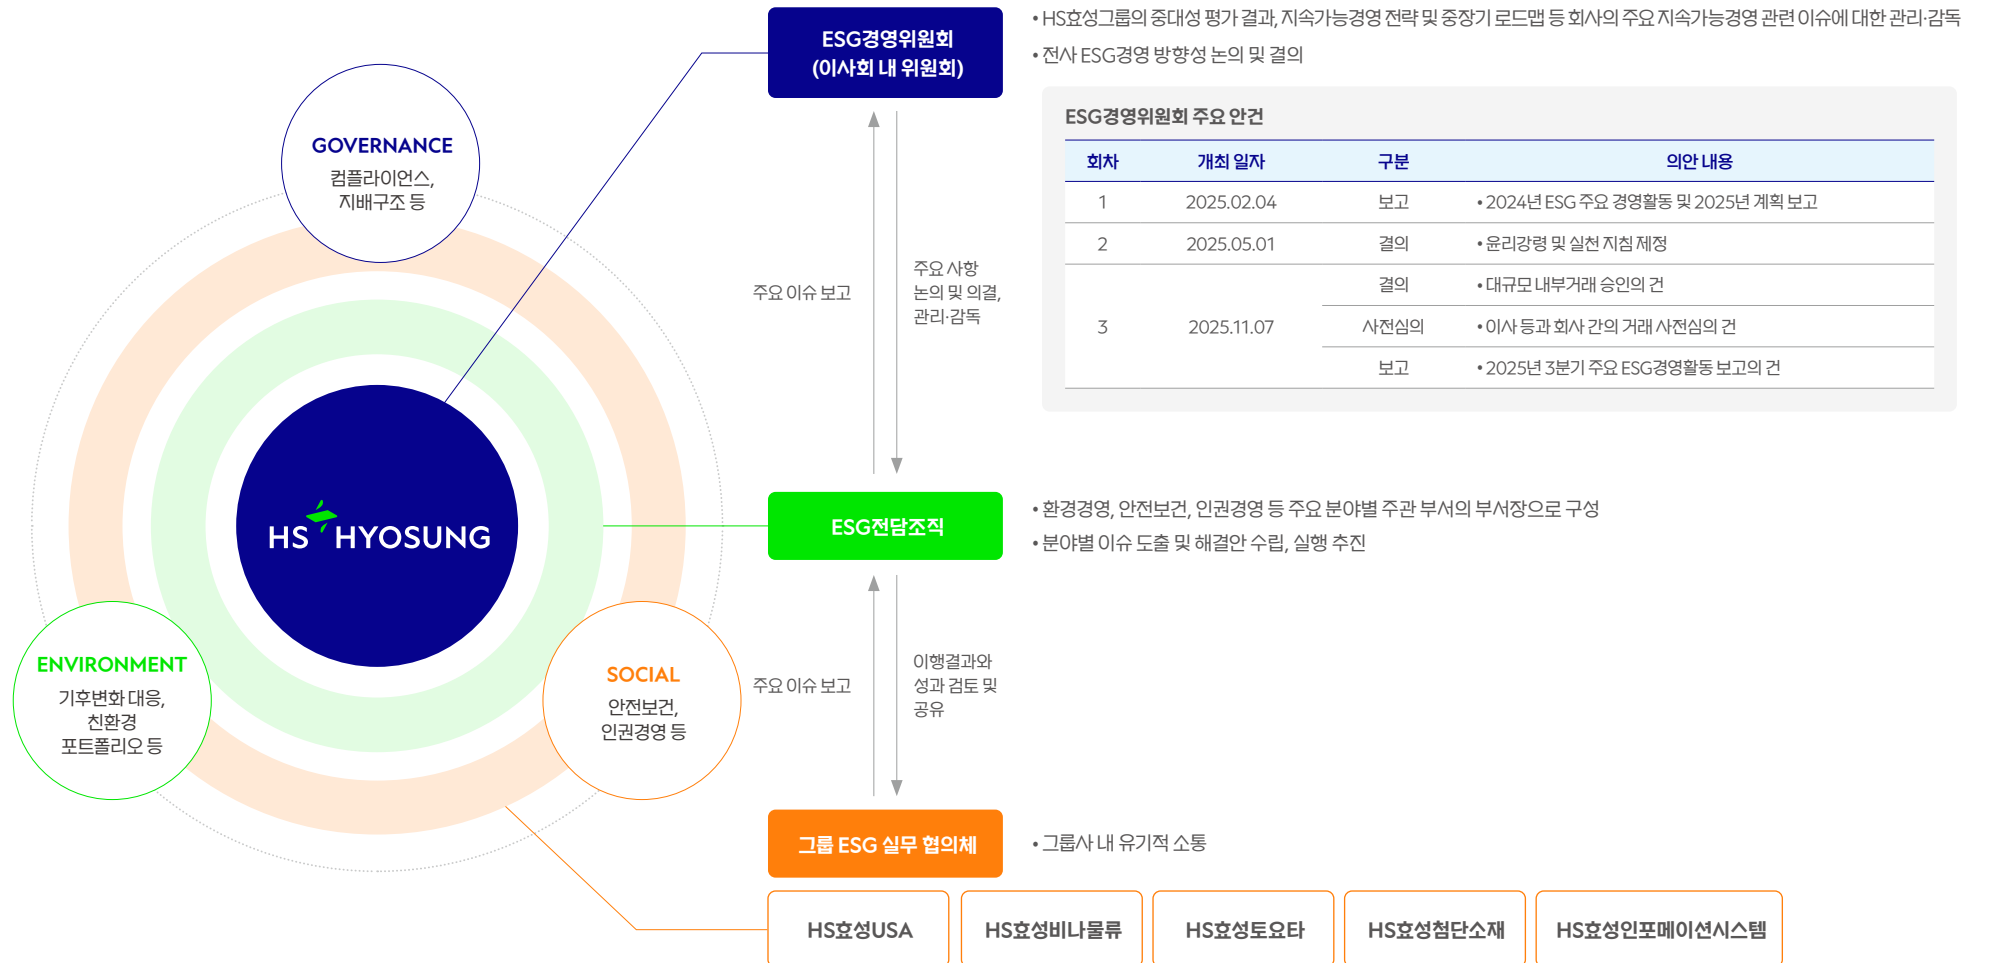 ESG경영위원회
(이사회 내 위원회)
• HS효성그룹의 중대성 평가 결과, 지속가능경영 전략 및 중장기 로드맵 등 회사의 주요 지속가능경영 관련 이슈에 대한 관리·감독
• 전사 ESG경영 방향성 논의 및 결의
ESG경영위원회 주요 안건
회차 개최 일자 구분 의안 내용
1 2025.02.04 보고 • 2024년 ESG 주요 경영활동 및 2025년 계획 보고
2 2025.05.01 결의 • 윤리강령 및 실천 지침 제정
3 2025.11.07 결의 • 대규모 내부거래 승인의 건
사전심의 • 이사 등과 회사 간의 거래 사전심의 건
보고 • 2025년 3분기 주요 ESG경영활동 보고의 건
GOVERNANCE
컴플라이언스,
지배구조 등
주요 이슈 보고
주요 사항
논의 및 의결,
관리·감독
HS HYOSUNG
ESG전담조직
• 환경경영, 안전보건, 인권경영 등 주요 분야별 주관 부서의 부서장으로 구성
• 분야별 이슈 도출 및 해결안 수립, 실행 추진
ENVIRONMENT
기후변화 대응,
친환경
포트폴리오 등
SOCIAL
안전보건,
인권경영 등
주요 이슈 보고
이행결과와
성과 검토 및
공유
그룹 ESG 실무 협의체
• 그룹사 내 유기적 소통
HS효성USA
HS효성비나물류
HS효성토요타
HS효성첨단소재
HS효성인포메이션시스템